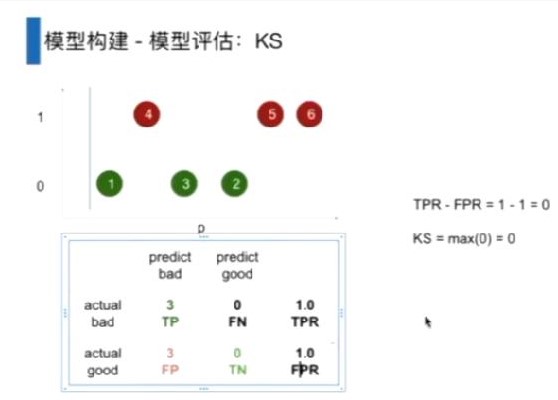 模型构建 - 模型评估：KS
1
4 5 6
0
1 3 2
p
TPR - FPR = 1 - 1 = 0
KS = max(0) = 0
predict bad predict good
actual bad 3 TP 0 FN 1.0 TPR
actual good 3 FP 0 TN 1.0 FPR